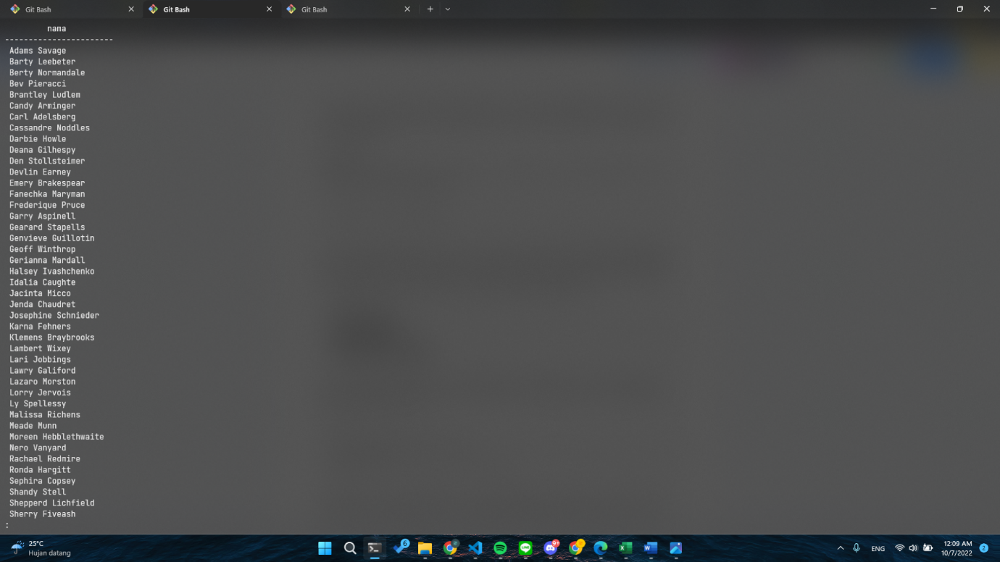 Git Bash
Git Bash
Git Bash
nama
-----------------------
Adams Savage
Barty Leebeter
Berty Normandale
Bev Pieracci
Brantley Ludlem
Candy Arminger
Carl Adelsberg
Cassandre Noddles
Darbie Howle
Deana Gilhespy
Den Stollsteimer
Devlin Earney
Emery Brakespear
Fanechka Maryman
Frederique Pruce
Garry Aspinell
Gearard Stapells
Genvieve Guillotin
Geoff Winthrop
Gerianna Mardall
Halsey Ivashchenko
Idalia Caughte
Jacinta Micco
Jenda Chaudret
Josephine Schnieder
Karna Fehners
Klemens Braybrooks
Lambert Wixey
Lari Jobbings
Lawry Galiford
Lazaro Morston
Lorry Jervois
Ly Spellessy
Malissa Richens
Meade Munn
Moreen Hebblethwaite
Nero Vanyard
Rachael Redmire
Ronda Hargitt
Sephira Copsey
Shandy Stell
Shepperd Lichfield
Sherry Fiveash
:
25°C
Hujan datang
6
9+
ENG
12:09 AM
10/7/2022
2